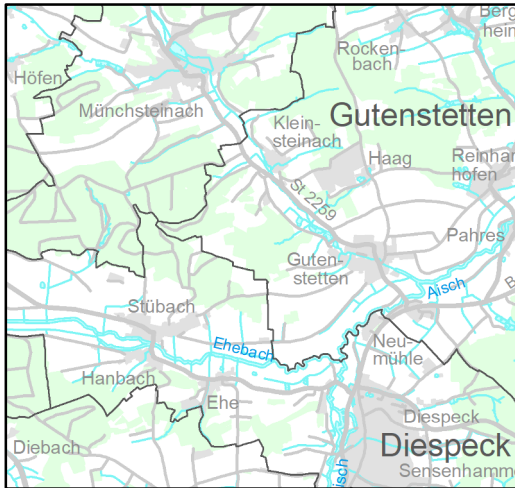 Berg
heim
Rocken-
bach
Höfen
Münchsteinach
Gutenstetten
Klein-
steinach
Haag
Reinhar
höfen
St 2259
Pahres
Guten-
stetten
Aisch
B
Stübach
Ehebach
Neu-
mühle
Hanbach
Ehe
Diespeck
Diebach
Diespeck
Aisch
Sensenhamme